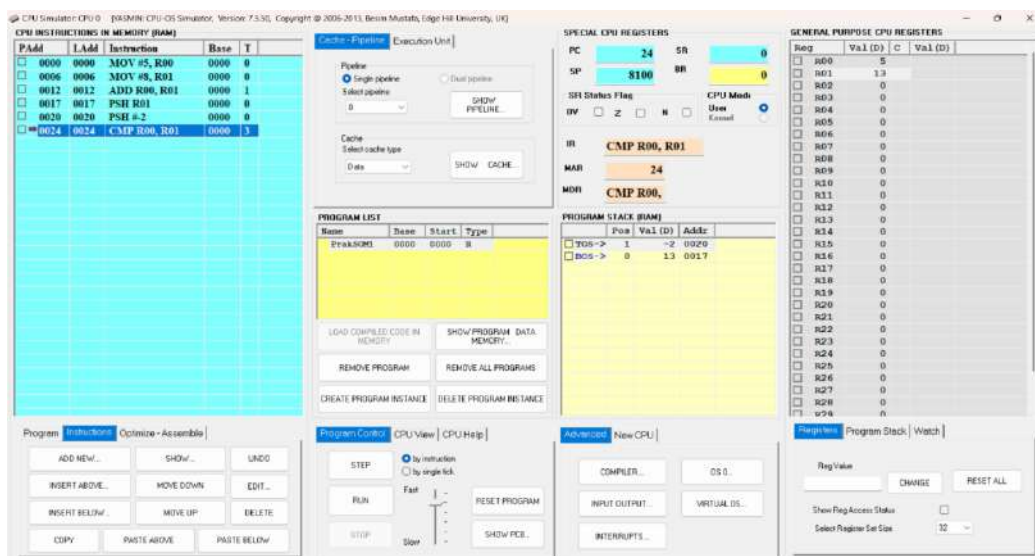 CPU Simulator: CPU 0 [YASMIN: CPU-OS Simulator, Version: 7.5.50, Copyright @ 2006-2013, Besim Mustafa, Edge Hill University, UK]
CPU INSTRUCTIONS IN MEMORY (RAM)
PAdd LAdd Instruction Base T
0000 0000 MOV #5, R00 0000 0
0006 0006 MOV #8, R01 0000 0
0012 0012 ADD R00, R01 0000 1
0017 0017 PSH R01 0000 0
0020 0020 PSH #-2 0000 0
0024 0024 CMP R00, R01 0000 3
Program Instructions Optimize - Assemble
ADD NEW... SHOW... UNDO
INSERT ABOVE... MOVE DOWN EDIT...
INSERT BELOW... MOVE UP DELETE
COPY PASTE ABOVE PASTE BELOW
Cache - Pipeline Execution Unit
Pipeline
Single pipeline Dual pipeline
Select pipeline
0 SHOW PIPELINE...
Cache
Select cache type
Data SHOW CACHE...
PROGRAM LIST
Name Base Start Type
PrakSOM1 0000 0000 R
LOAD COMPILED CODE IN MEMORY SHOW PROGRAM DATA MEMORY...
REMOVE PROGRAM REMOVE ALL PROGRAMS
CREATE PROGRAM INSTANCE DELETE PROGRAM INSTANCE
Program Control CPU View CPU Help
STEP by instruction
by single tick
Fast
RUN RESET PROGRAM
STOP Slow SHOW PCB...
SPECIAL CPU REGISTERS
PC 24 SR 0
SP 8100 BR 0
SR Status Flag CPU Mode
OV Z N User
Kernel
IR CMP R00, R01
MAR 24
MDR CMP R00,
PROGRAM STACK (RAM)
Pos Val (D) Addr
TOS-> 1 -2 0020
BOS-> 0 13 0017
Advanced New CPU
COMPILER... OS 0...
INPUT OUTPUT... VIRTUAL OS...
INTERRUPTS...
GENERAL PURPOSE CPU REGISTERS
Reg Val (D) C Val (D)
R00 5
R01 13
R02 0
R03 0
R04 0
R05 0
R06 0
R07 0
R08 0
R09 0
R10 0
R11 0
R12 0
R13 0
R14 0
R15 0
R16 0
R17 0
R18 0
R19 0
R20 0
R21 0
R22 0
R23 0
R24 0
R25 0
R26 0
R27 0
R28 0
R29 0
Registers Program Stack Watch
Reg Value
CHANGE RESET ALL
Show Reg Access Status
Select Register Set Size 32